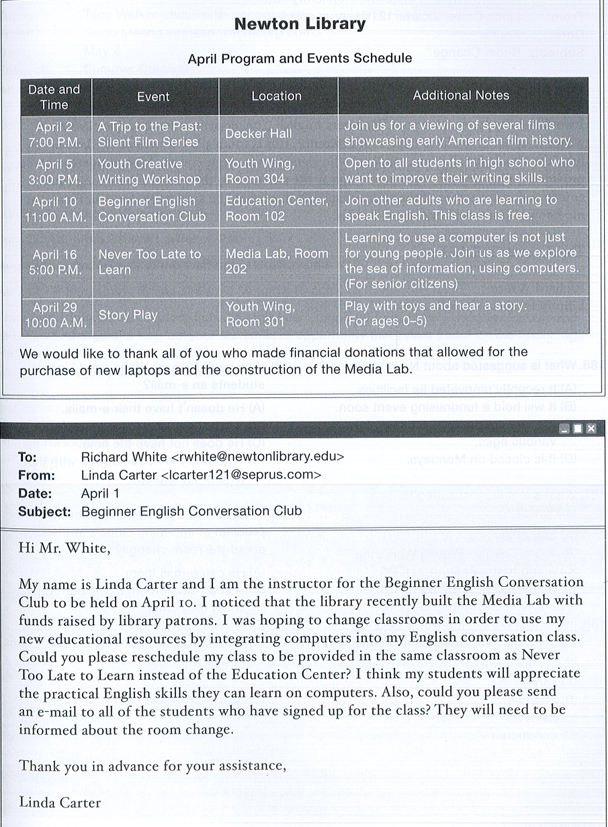 Newton Library
April Program and Events Schedule
Date and
Time
Event
Location
Additional Notes
April 2
7:00 P.M.
A Trip to the Past:
Silent Film Series
Decker Hall
Join us for a viewing of several films
showcasing early American film history.
April 5
3:00 P.M.
Youth Creative
Writing Workshop
Youth Wing,
Room 304
Open to all students in high school who
want to improve their writing skills.
April 10
11:00 A.M.
Beginner English
Conversation Club
Education Center,
Room 102
Join other adults who are learning to
speak English. This class is free.
April 16
5:00 P.M.
Never Too Late to
Learn
Media Lab, Room
202
Learning to use a computer is not just
for young people. Join us as we explore
the sea of information, using computers.
(For senior citizens)
April 29
10:00 A.M.
Story Play
Youth Wing,
Room 301
Play with toys and hear a story.
(For ages 0–5)
We would like to thank all of you who made financial donations that allowed for the
purchase of new laptops and the construction of the Media Lab.
To: Richard White <rwhite@newtonlibrary.edu>
From: Linda Carter <lcarter121@seprus.com>
Date: April 1
Subject: Beginner English Conversation Club
Hi Mr. White,
My name is Linda Carter and I am the instructor for the Beginner English Conversation
Club to be held on April 10. I noticed that the library recently built the Media Lab with
funds raised by library patrons. I was hoping to change classrooms in order to use my
new educational resources by integrating computers into my English conversation class.
Could you please reschedule my class to be provided in the same classroom as Never
Too Late to Learn instead of the Education Center? I think my students will appreciate
the practical English skills they can learn on computers. Also, could you please send
an e-mail to all of the students who have signed up for the class? They will need to be
informed about the room change.
Thank you in advance for your assistance,
Linda Carter